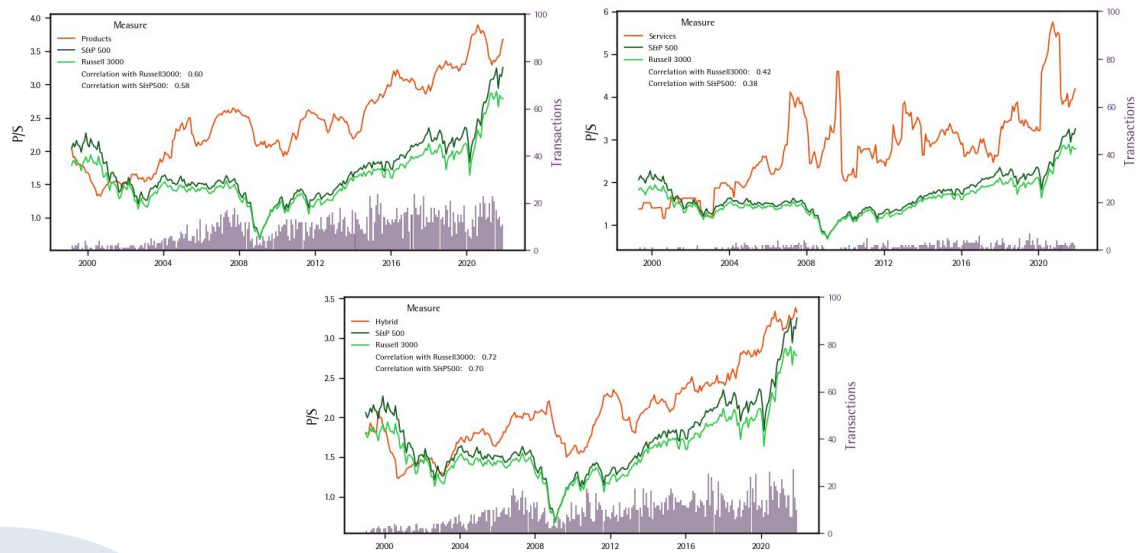 Measure
Products
S&P 500
Russell 3000
Correlation with Russell3000: 0.60
Correlation with S&P500: 0.58
P/S
4.0
3.5
3.0
2.5
2.0
1.5
1.0
2000 2004 2008 2012 2016 2020
100
80
60
40
20
0
Transactions
Measure
Services
S&P 500
Russell 3000
Correlation with Russell3000: 0.42
Correlation with S&P500: 0.38
P/S
6
5
4
3
2
1
2000 2004 2008 2012 2016 2020
100
80
60
40
20
0
Transactions
Measure
Hybrid
S&P 500
Russell 3000
Correlation with Russell3000: 0.72
Correlation with S&P500: 0.70
P/S
3.5
3.0
2.5
2.0
1.5
1.0
2000 2004 2008 2012 2016 2020
100
80
60
40
20
0
Transactions